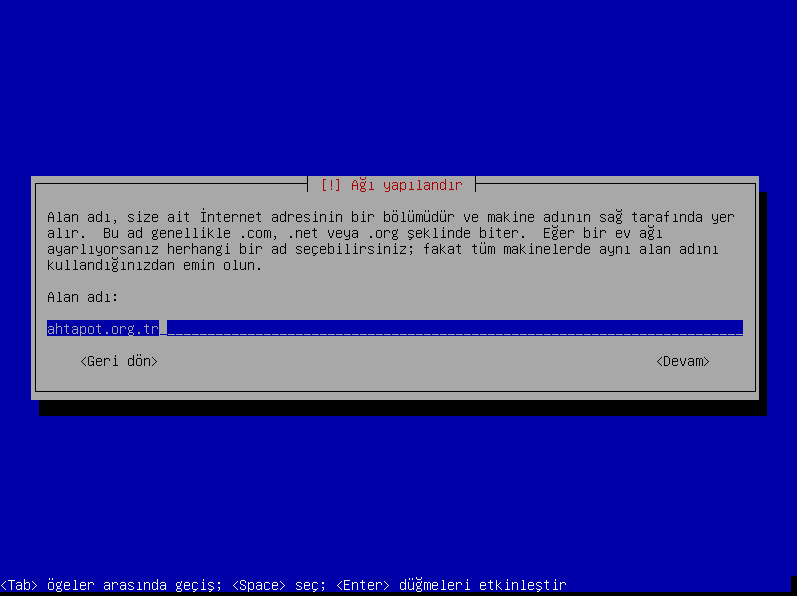 [!] Ağı yapılandır
Alan adı, size ait İnternet adresinin bir bölümüdür ve makine adının sağ tarafında yer
alır.  Bu ad genellikle .com, .net veya .org şeklinde biter.  Eğer bir ev ağı
ayarlıyorsanız herhangi bir ad seçebilirsiniz; fakat tüm makinelerde aynı alan adını
kullandığınızdan emin olun.
Alan adı:
ahtapot.org.tr
<Geri dön> <Devam>
<Tab> ögeler arasında geçiş; <Space> seç; <Enter> düğmeleri etkinleştir